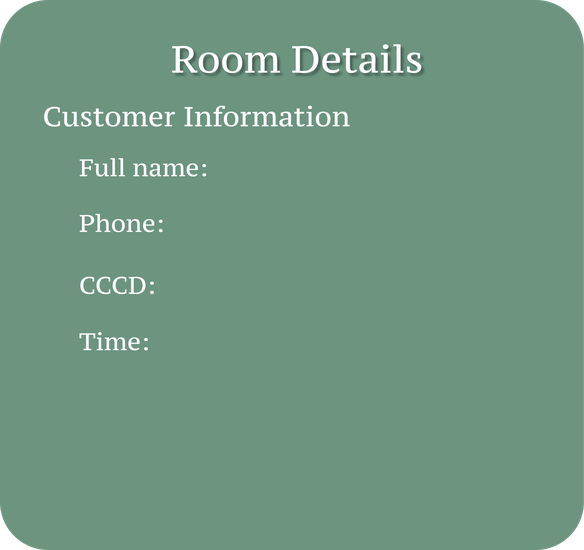 Room Details
Customer Information
Full name:
Phone:
CCCD:
Time: